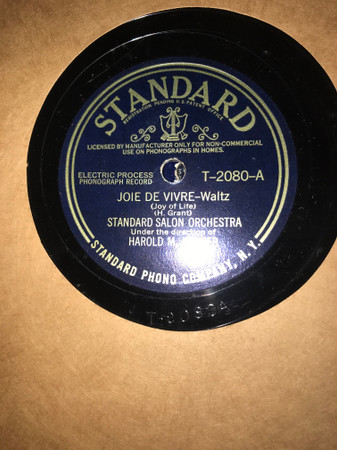 STANDARD
REGISTRATION PENDING U.S. PATENT OFFICE
LICENSED BY MANUFACTURER ONLY FOR NON-COMMERCIAL
USE ON PHONOGRAPHS IN HOMES.
ELECTRIC PROCESS
PHONOGRAPH RECORD
T-2080-A
JOIE DE VIVRE-Waltz
(Joy of Life)
(H. Grant)
STANDARD SALON ORCHESTRA
Under the direction of
HAROLD M.
STANDARD PHONO COMPANY, N. Y.